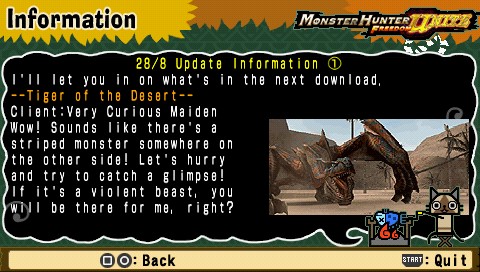 Information
MONSTER HUNTER
FREEDOM UNITE
28/8 Update Information ①
I'll let you in on what's in the next download.
--Tiger of the Desert--
Client:Very Curious Maiden
Wow! Sounds like there's a
striped monster somewhere on
the other side! Let's hurry
and try to catch a glimpse!
If it's a violent beast, you
will be there for me, right?
□○: Back
START: Quit